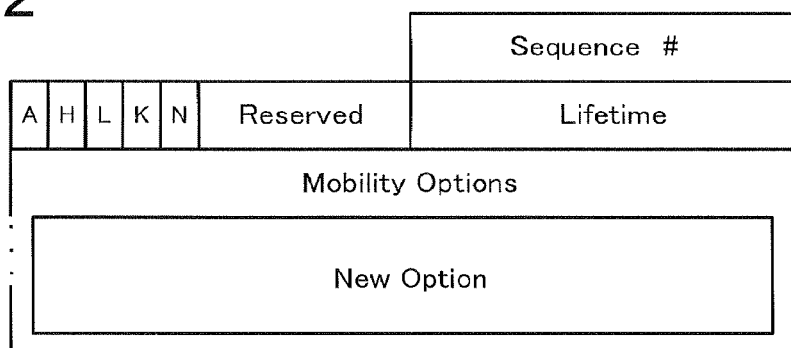 2
Sequence #
A H L K N Reserved Lifetime
Mobility Options
New Option